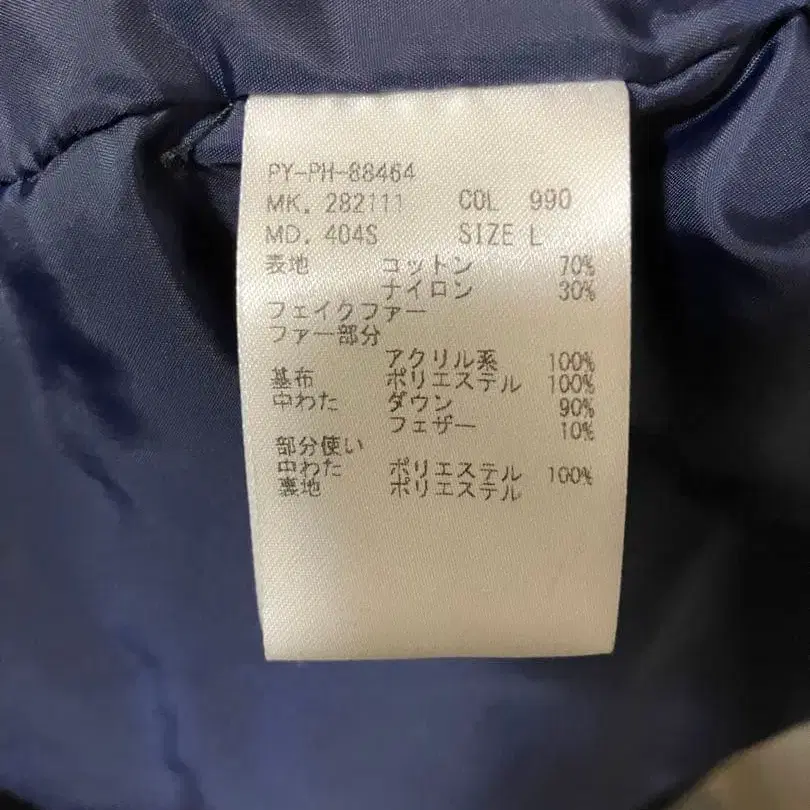 PY-PH-88464
MK. 282111 COL 990
MD. 404S SIZE L
表地 コットン 70%
ナイロン 30%
フェイクファー
ファー部分
アクリル系 100%
基布 ポリエステル 100%
中わた ダウン 90%
フェザー 10%
部分使い
中わた ポリエステル 100%
裏地 ポリエステル